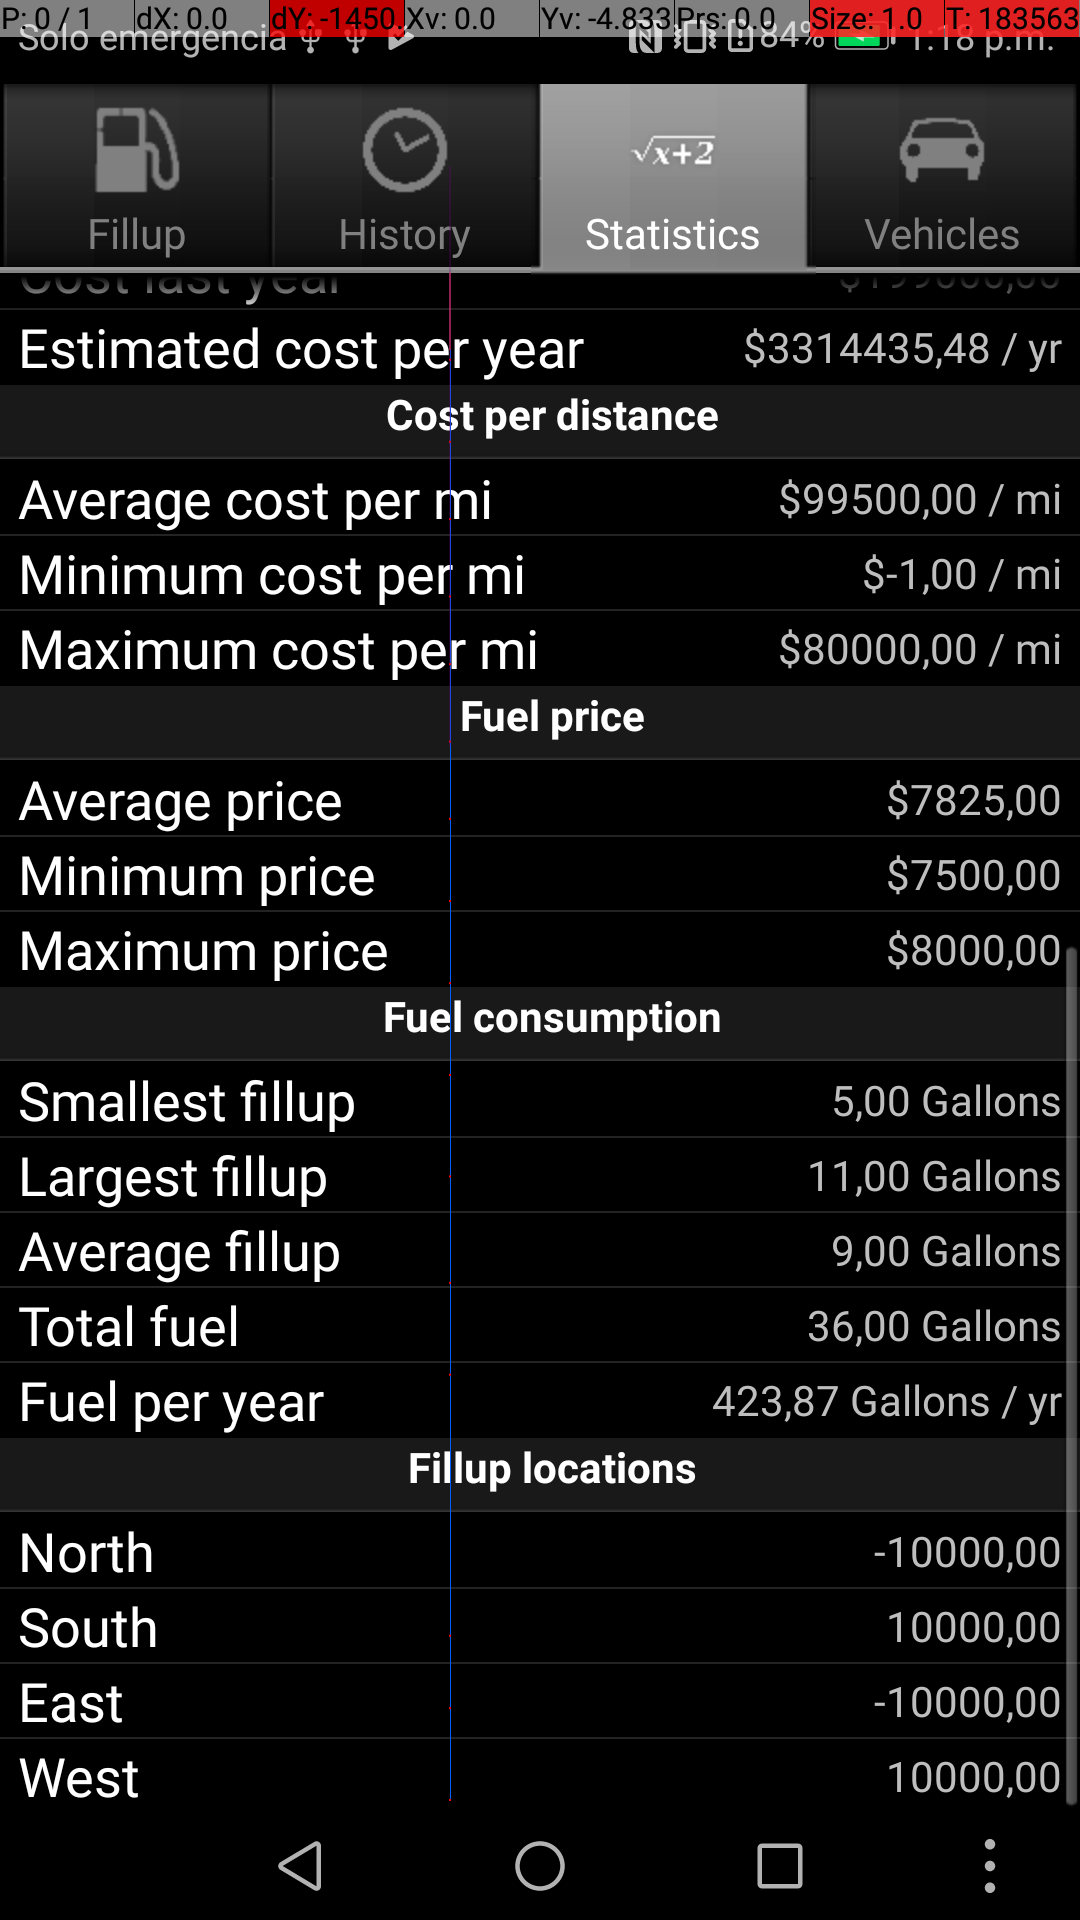 P: 0 / 1 dX: 0.0 dY: -1450. Xv: 0.0 Yv: -4.833 Prs: 0.0 Size: 1.0 T: 183563
Solo emergencia 84% 1:18 p.m.
√x+2
Fillup History Statistics Vehicles
Cost last year $199000,00
Estimated cost per year $3314435,48 / yr
Cost per distance
Average cost per mi $99500,00 / mi
Minimum cost per mi $-1,00 / mi
Maximum cost per mi $80000,00 / mi
Fuel price
Average price $7825,00
Minimum price $7500,00
Maximum price $8000,00
Fuel consumption
Smallest fillup 5,00 Gallons
Largest fillup 11,00 Gallons
Average fillup 9,00 Gallons
Total fuel 36,00 Gallons
Fuel per year 423,87 Gallons / yr
Fillup locations
North -10000,00
South 10000,00
East -10000,00
West 10000,00